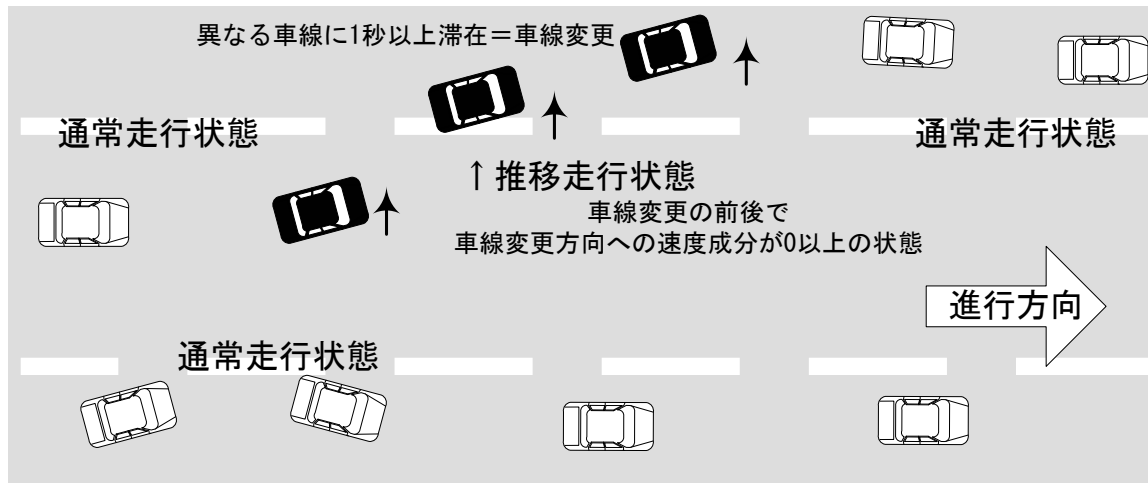 異なる車線に1秒以上滞在＝車線変更
通常走行状態
通常走行状態
↑推移走行状態
車線変更の前後で
車線変更方向への速度成分が0以上の状態
進行方向
通常走行状態